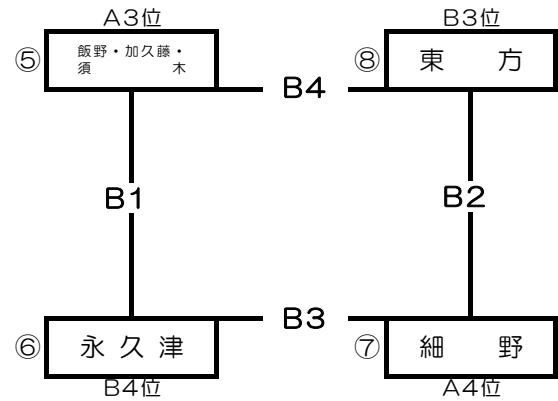 A3位
B3位
⑤
飯野・加久藤・
須 木
⑧
東 方
B4
B1
B2
B3
⑥
永久津
⑦
細 野
B4位
A4位